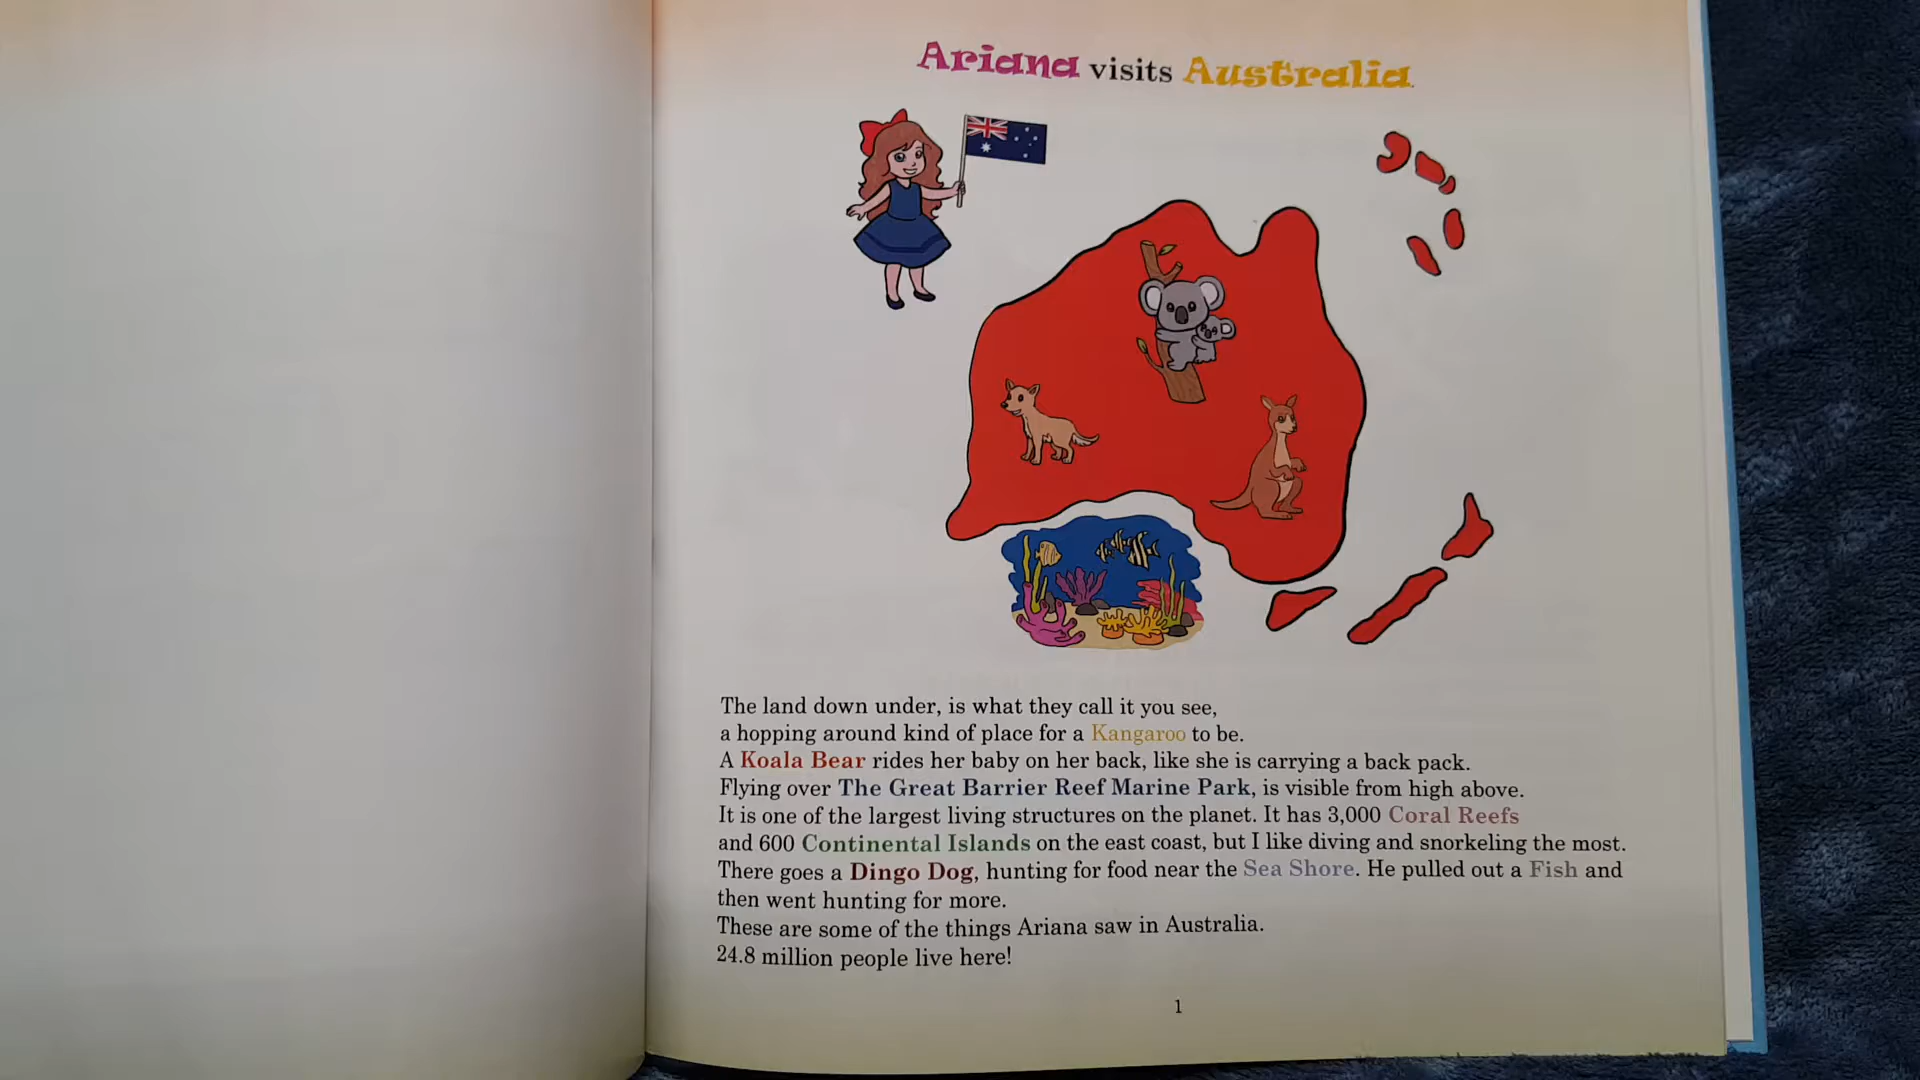 Ariana visits Australia.
The land down under, is what they call it you see,
a hopping around kind of place for a Kangaroo to be.
A Koala Bear rides her baby on her back, like she is carrying a back pack.
Flying over The Great Barrier Reef Marine Park, is visible from high above.
It is one of the largest living structures on the planet. It has 3,000 Coral Reefs
and 600 Continental Islands on the east coast, but I like diving and snorkeling the most.
There goes a Dingo Dog, hunting for food near the Sea Shore. He pulled out a Fish and
then went hunting for more.
These are some of the things Ariana saw in Australia.
24.8 million people live here!
1